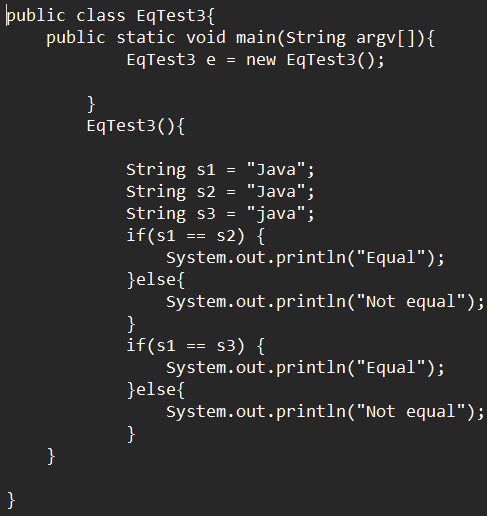 public class EqTest3{
    public static void main(String argv[]){
            EqTest3 e = new EqTest3();
        }
        EqTest3(){
            String s1 = "Java";
            String s2 = "Java";
            String s3 = "java";
            if(s1 == s2) {
                System.out.println("Equal");
            }else{
                System.out.println("Not equal");
            }
            if(s1 == s3) {
                System.out.println("Equal");
            }else{
                System.out.println("Not equal");
            }
    }
}